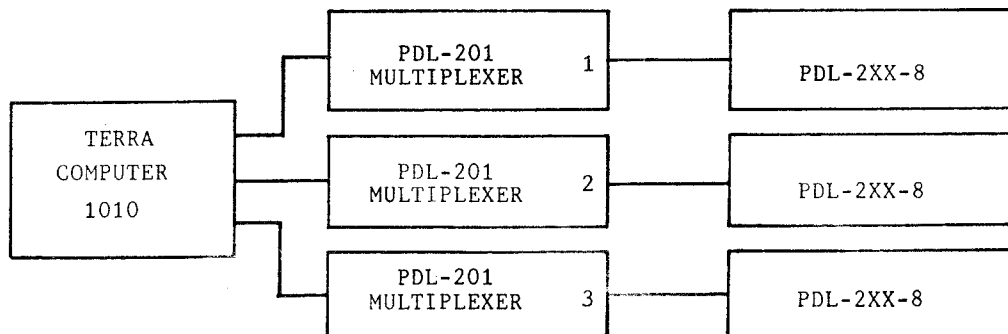 TERRA
COMPUTER
1010
PDL-201
MULTIPLEXER 1
PDL-2XX-8
PDL-201
MULTIPLEXER 2
PDL-2XX-8
PDL-201
MULTIPLEXER 3
PDL-2XX-8